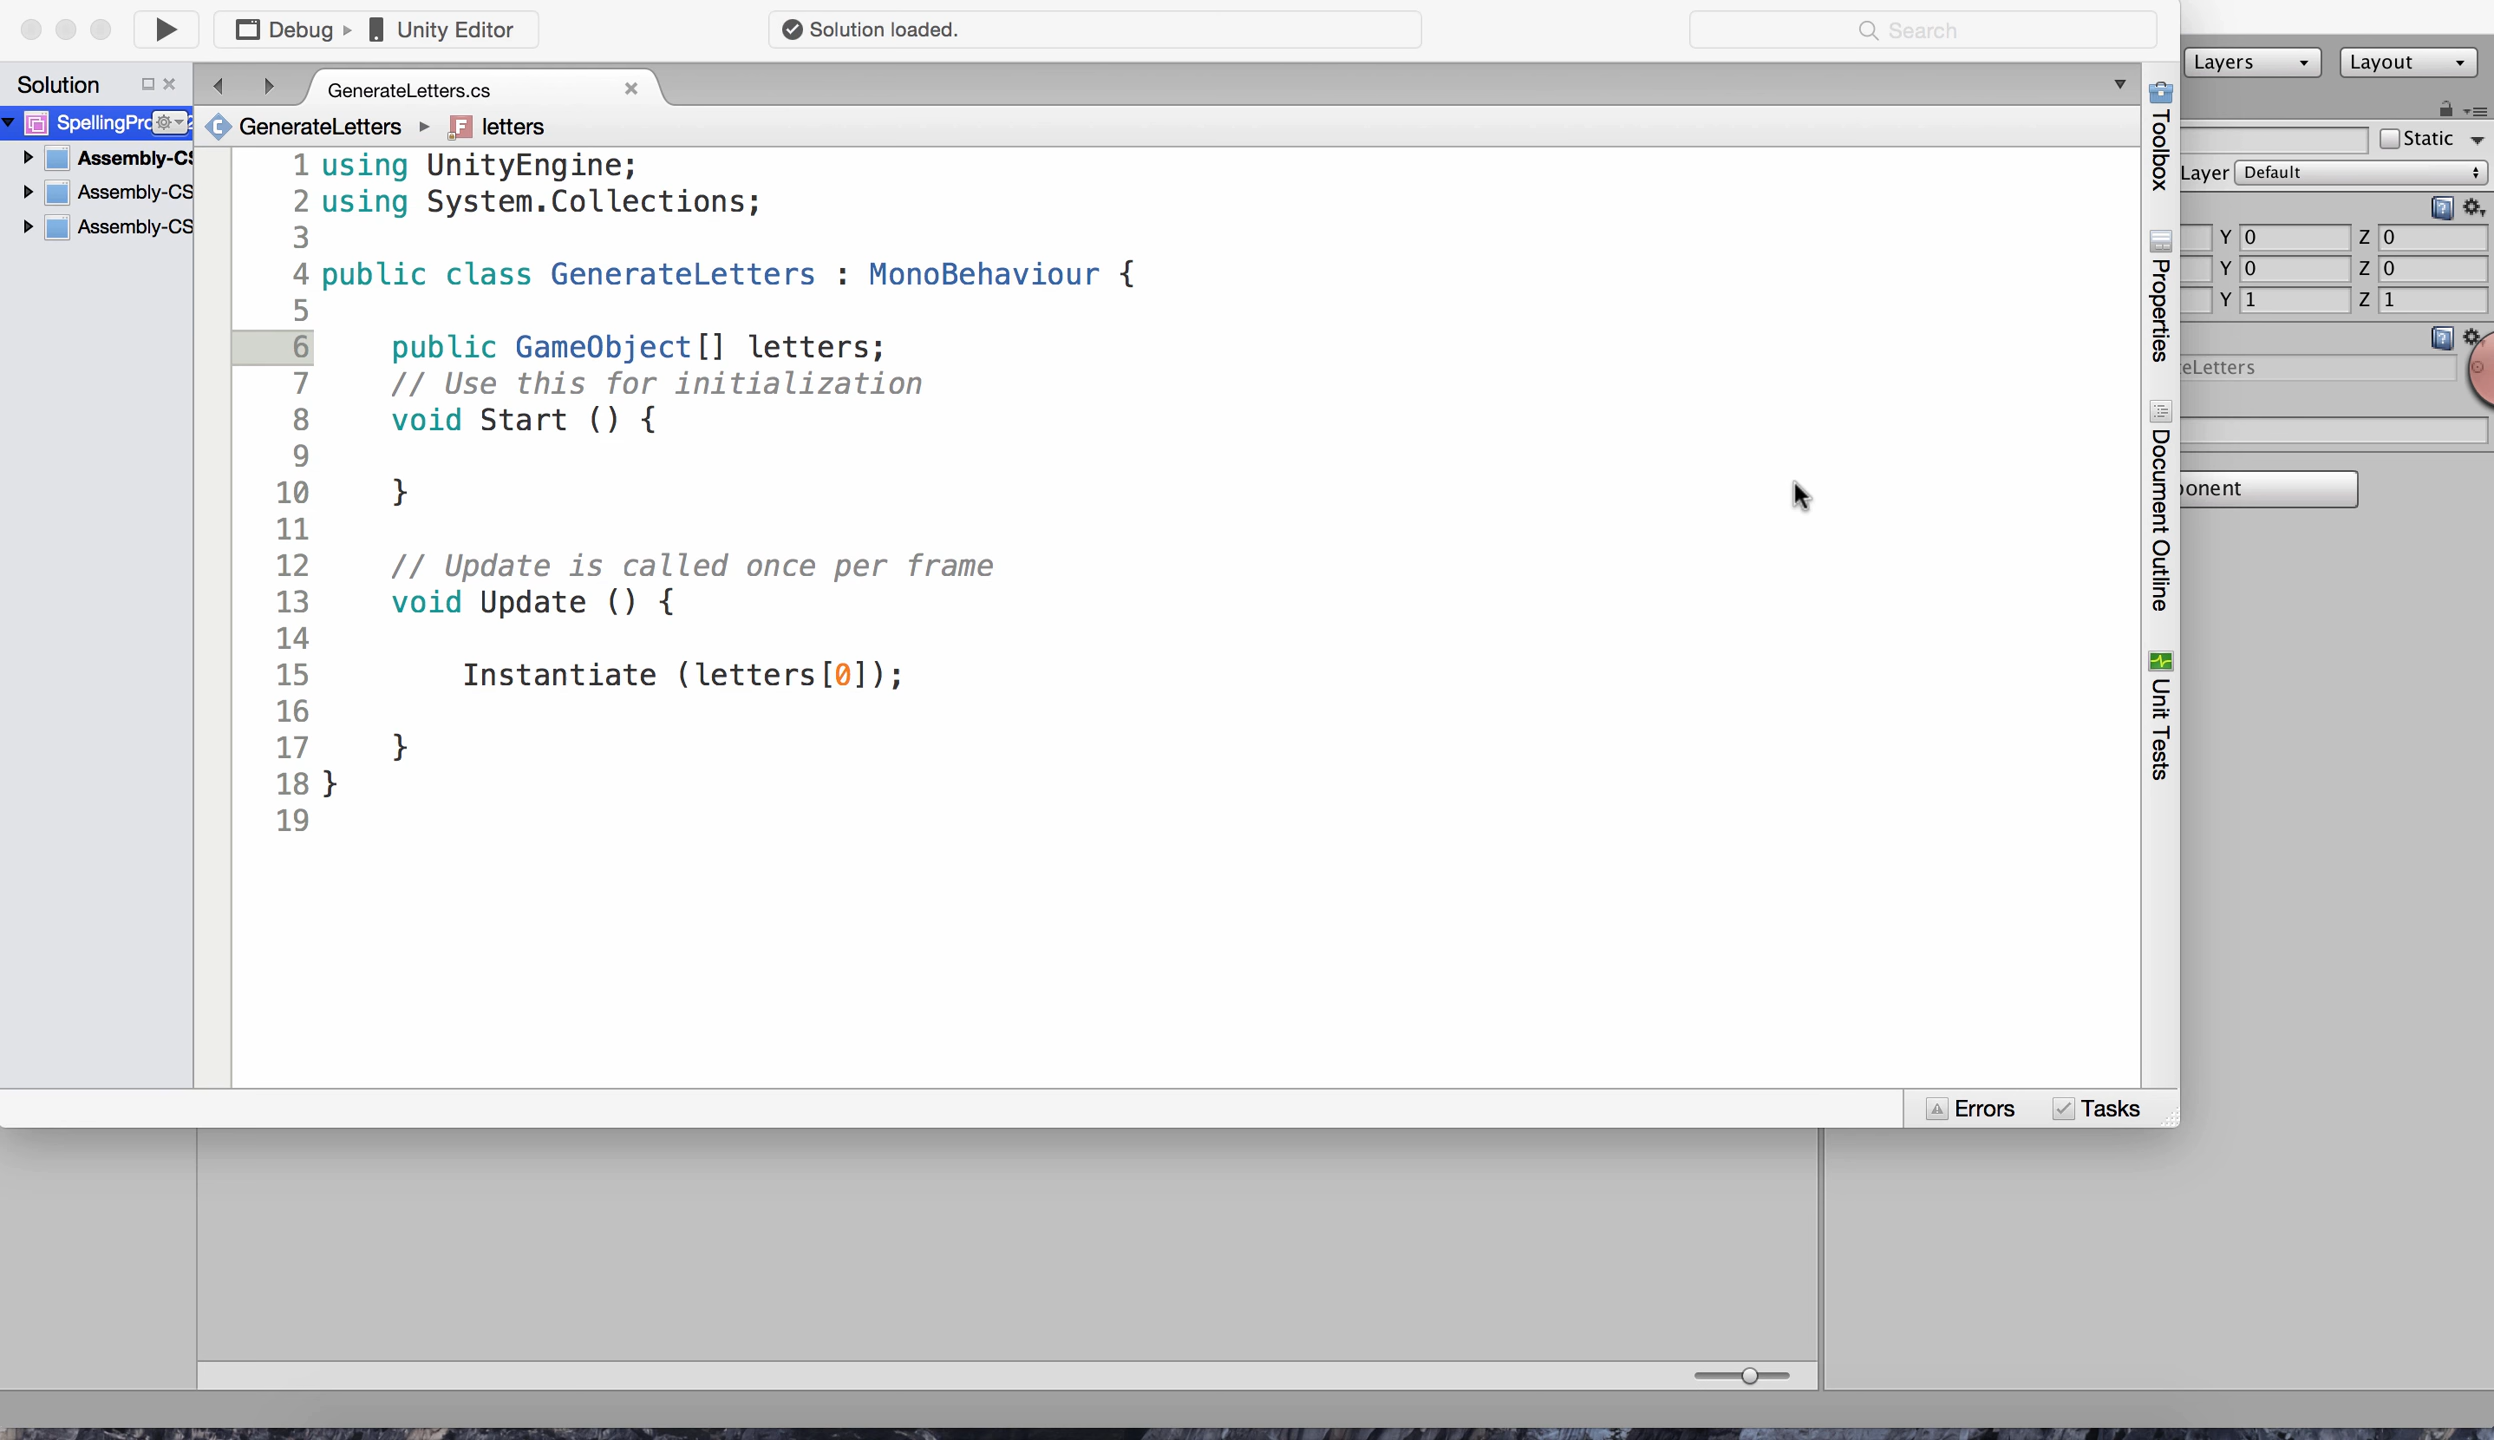 Debug Unity Editor
Solution loaded.
Search
Layers
Layout
Solution
GenerateLetters.cs
GenerateLetters letters
Assembly-CS
Assembly-CS
Assembly-CS
1 using UnityEngine;
2 using System.Collections;
3
4 public class GenerateLetters : MonoBehaviour {
5
6 public GameObject[] letters;
7 // Use this for initialization
8 void Start () {
9
10 }
11
12 // Update is called once per frame
13 void Update () {
14
15 Instantiate (letters[0]);
16
17 }
18 }
19
Toolbox
Properties
Document Outline
Unit Tests
Static
Layer Default
Y 0 Z 0
Y 0 Z 0
Y 1 Z 1
eLetters
ponent
Errors Tasks